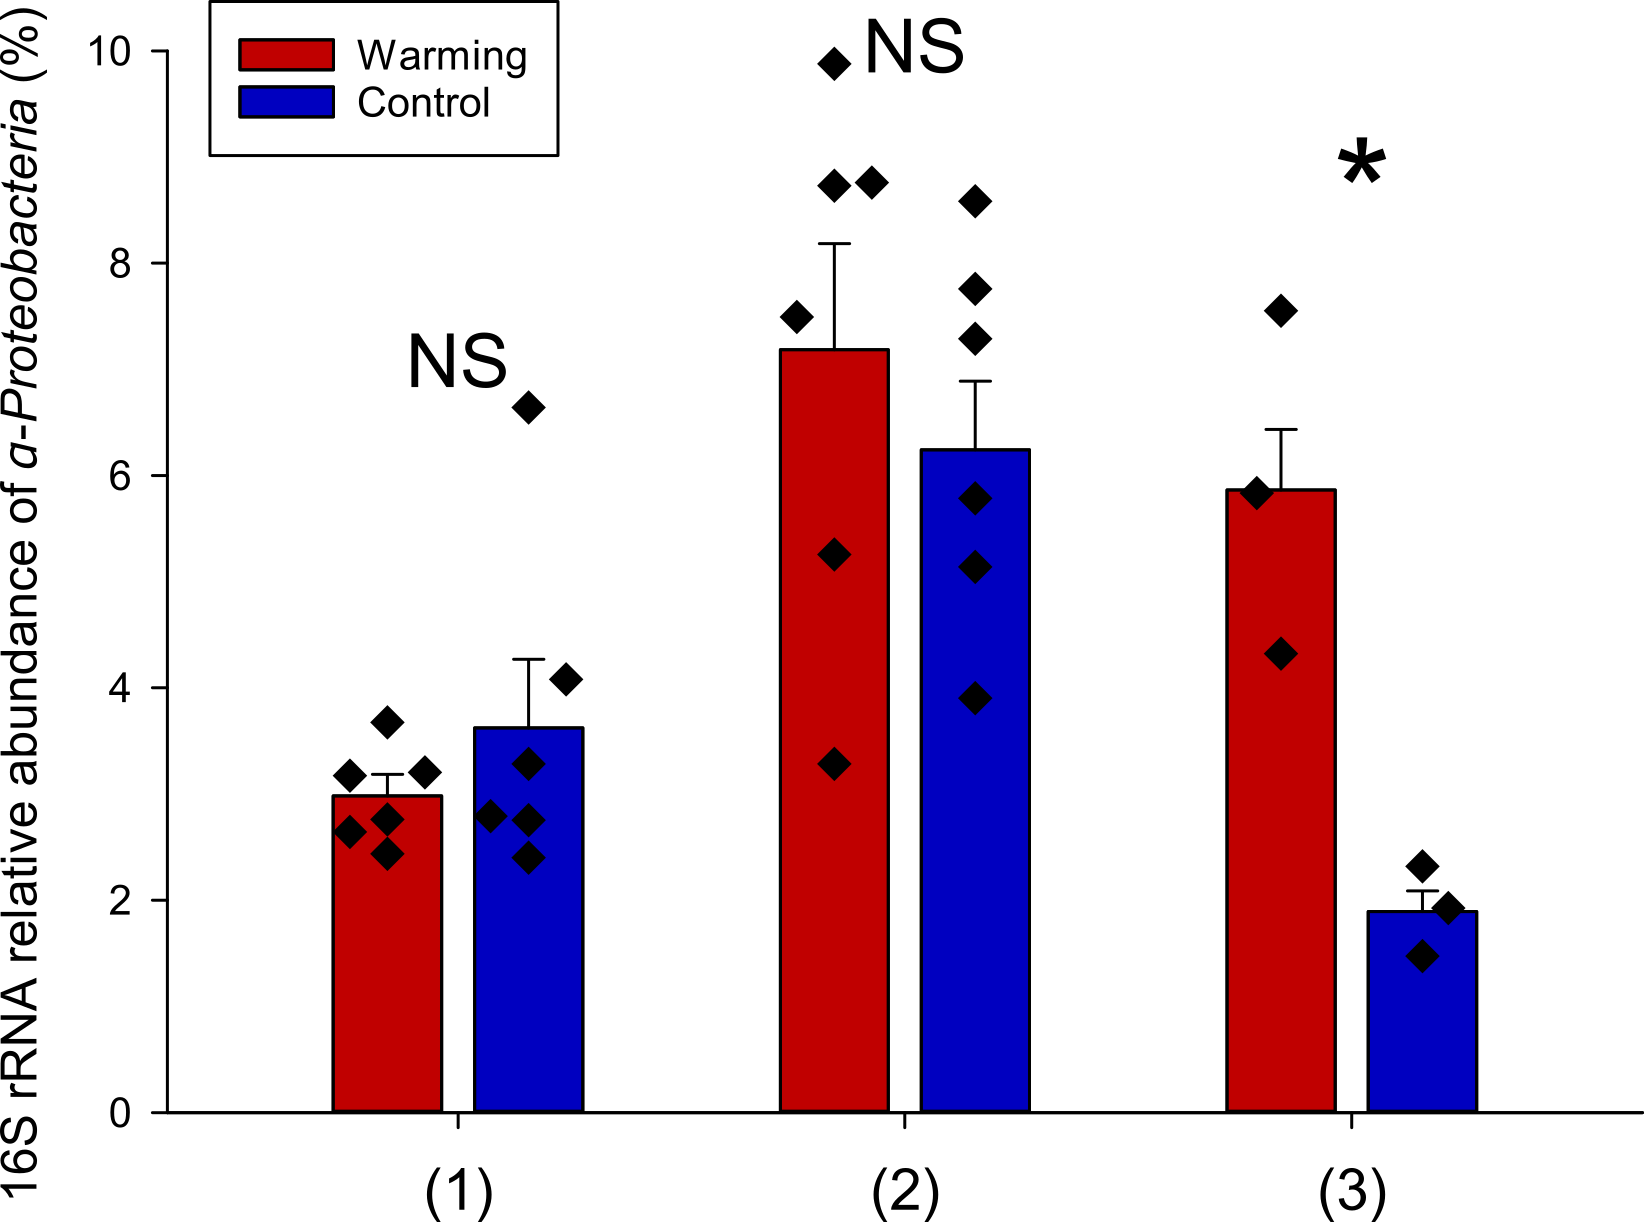 16S rRNA relative abundance of α-Proteobacteria (%)
Warming
Control
NS
NS
*
10
8
6
4
2
0
(1)
(2)
(3)